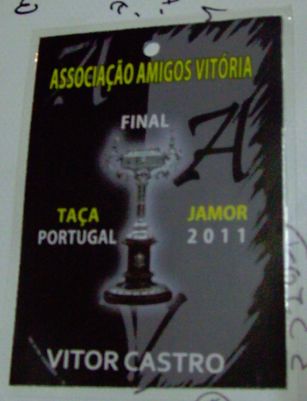 ASSOCIAÇÃO AMIGOS VITÓRIA
FINAL
A
TAÇA JAMOR
PORTUGAL 2011
VITOR CASTRO